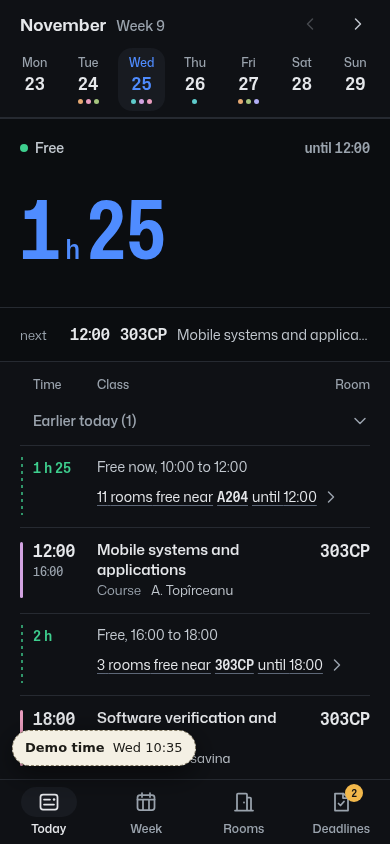 November Week 9
Mon Tue Wed Thu Fri Sat Sun
23 24 25 26 27 28 29
Free until 12:00
1 h 25
next 12:00 303CP Mobile systems and applica...
Time Class Room
Earlier today (1)
1 h 25 Free now, 10:00 to 12:00
11 rooms free near A204 until 12:00
12:00 Mobile systems and 303CP
16:00 applications
Course A. Topîrceanu
2 h Free, 16:00 to 18:00
3 rooms free near 303CP until 18:00
18:00 Software verification and 303CP
Demo time Wed 10:35
2
Today Week Rooms Deadlines